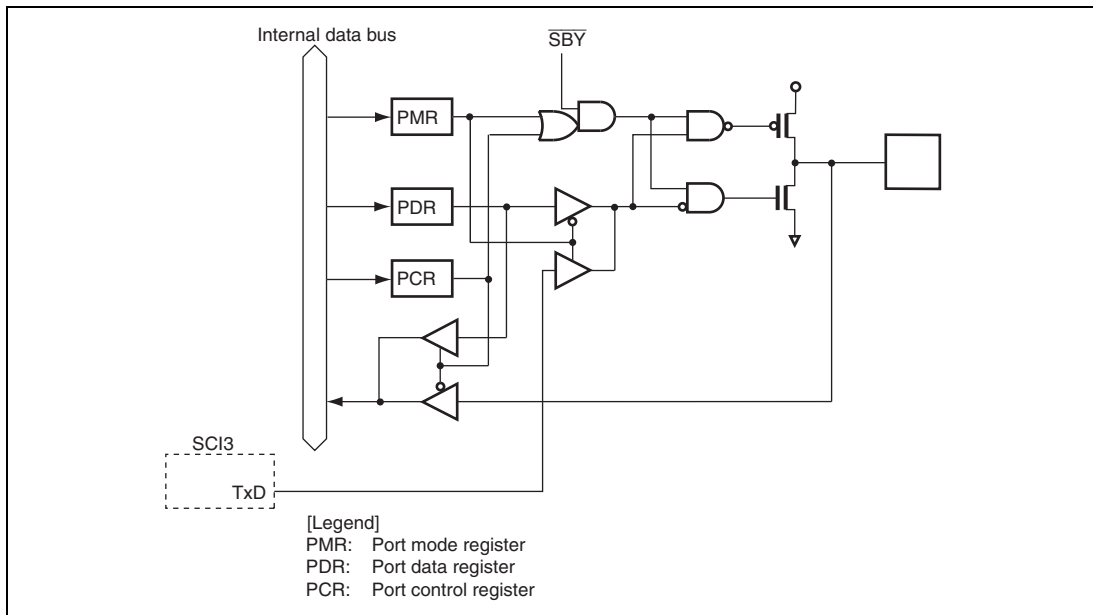 Internal data bus
SBY
PMR
PDR
PCR
SCI3
TxD
[Legend]
PMR: Port mode register
PDR: Port data register
PCR: Port control register